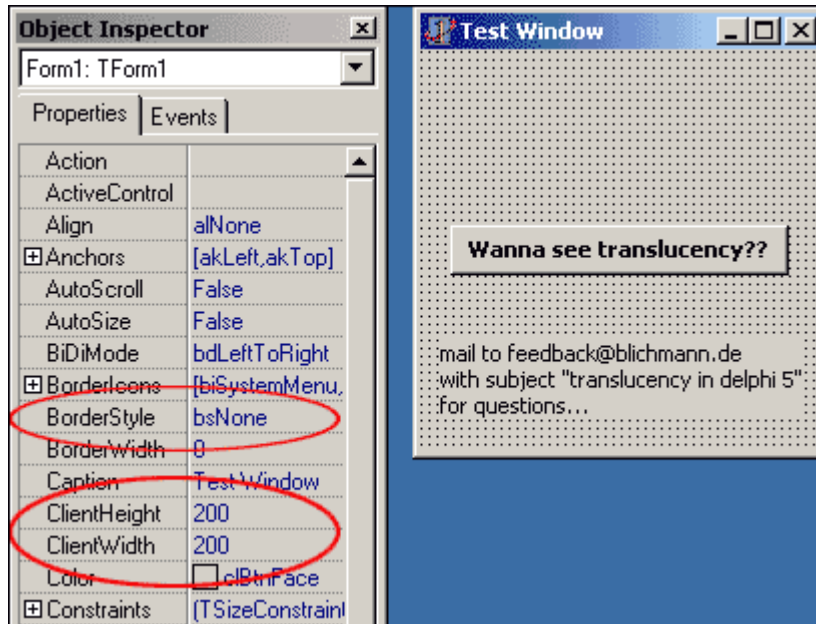 Object Inspector
Form1: TForm1
Properties
Events
Action
ActiveControl
Align alNone
Anchors [akLeft,akTop]
AutoScroll False
AutoSize False
BiDiMode bdLeftToRight
BorderIcons [biSystemMenu,
BorderStyle bsNone
BorderWidth 0
Caption Test Window
ClientHeight 200
ClientWidth 200
Color clBtnFace
Constraints (TSizeConstraint
Test Window
Wanna see translucency??
mail to feedback@blichmann.de
with subject "translucency in delphi 5"
for questions...